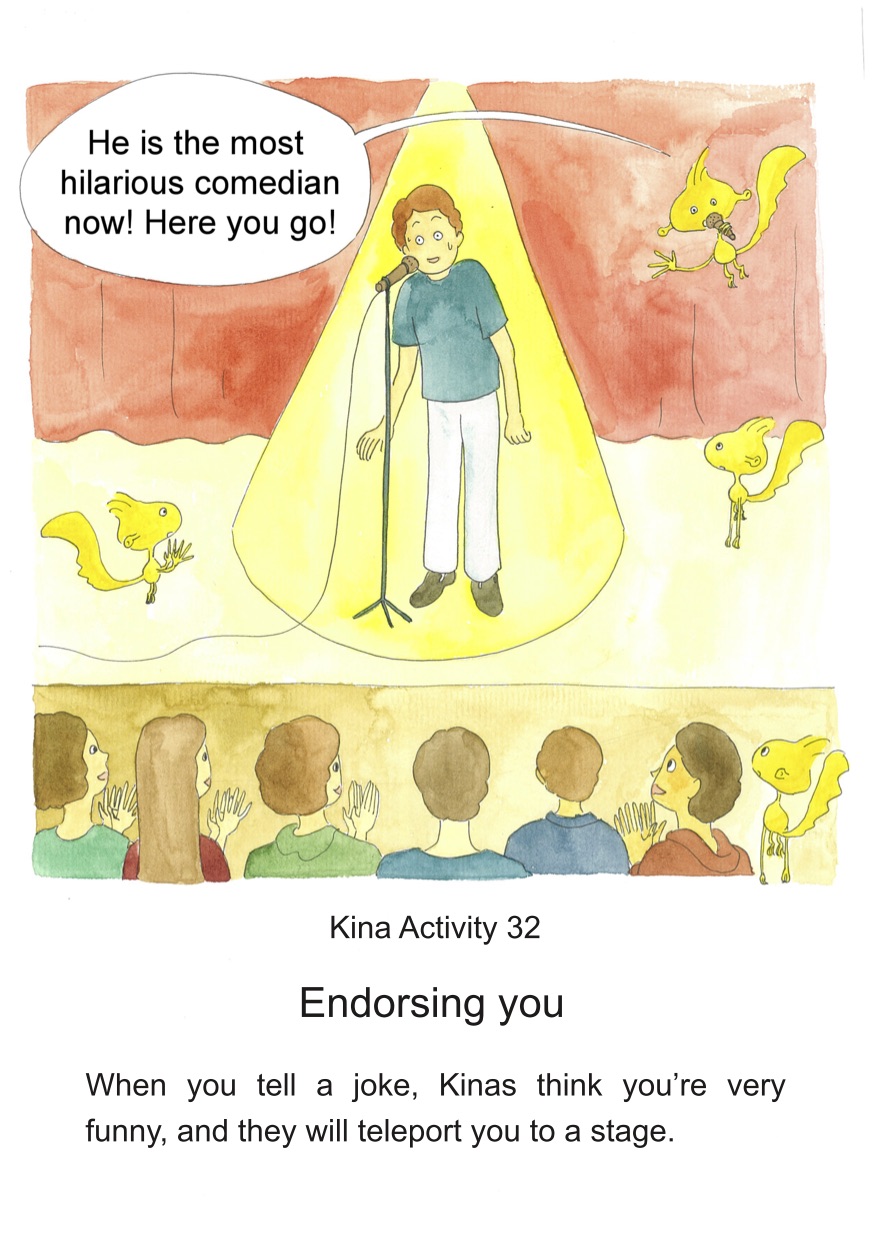 He is the most
hilarious comedian
now! Here you go!
Kina Activity 32
Endorsing you
When you tell a joke, Kinas think you’re very
funny, and they will teleport you to a stage.